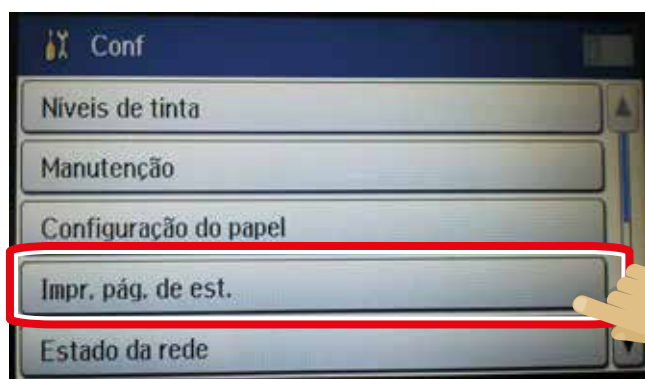 Conf
Níveis de tinta
Manutenção
Configuração do papel
Impr. pág. de est.
Estado da rede